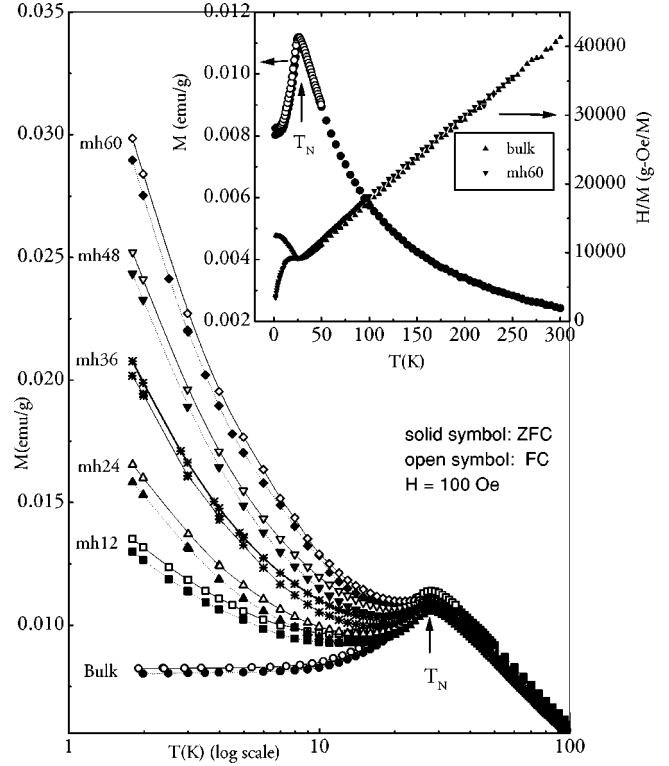 0.012
0.010
0.008
0.006
0.004
0.002
0.011
M (emu/g)
40000
30000
20000
10000
0
H/M (g-Oe/M)
T_N
bulk
mh60
0 50 100 150 200 250 300
T(K)
0.035
0.030
0.025
0.020
0.015
0.010
M(emu/g)
mh60
mh48
mh36
mh24
mh12
Bulk
solid symbol: ZFC
open symbol: FC
H = 100 Oe
T_N
1 10 100
T(K) (log scale)